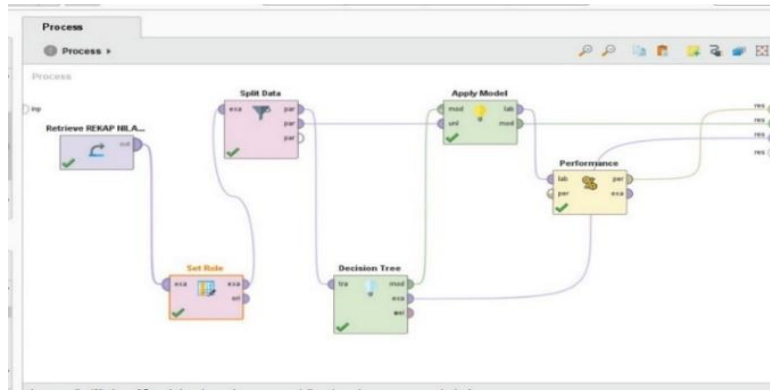 Process
Process
Process
inp
Retrieve REKAP NILA...
out
Split Data
exa
par
par
par
Set Role
exa
exa
ori
Decision Tree
tra
mod
exa
wei
Apply Model
mod
lab
unl
mod
Performance
lab
per
per
exa
res
res
res
res